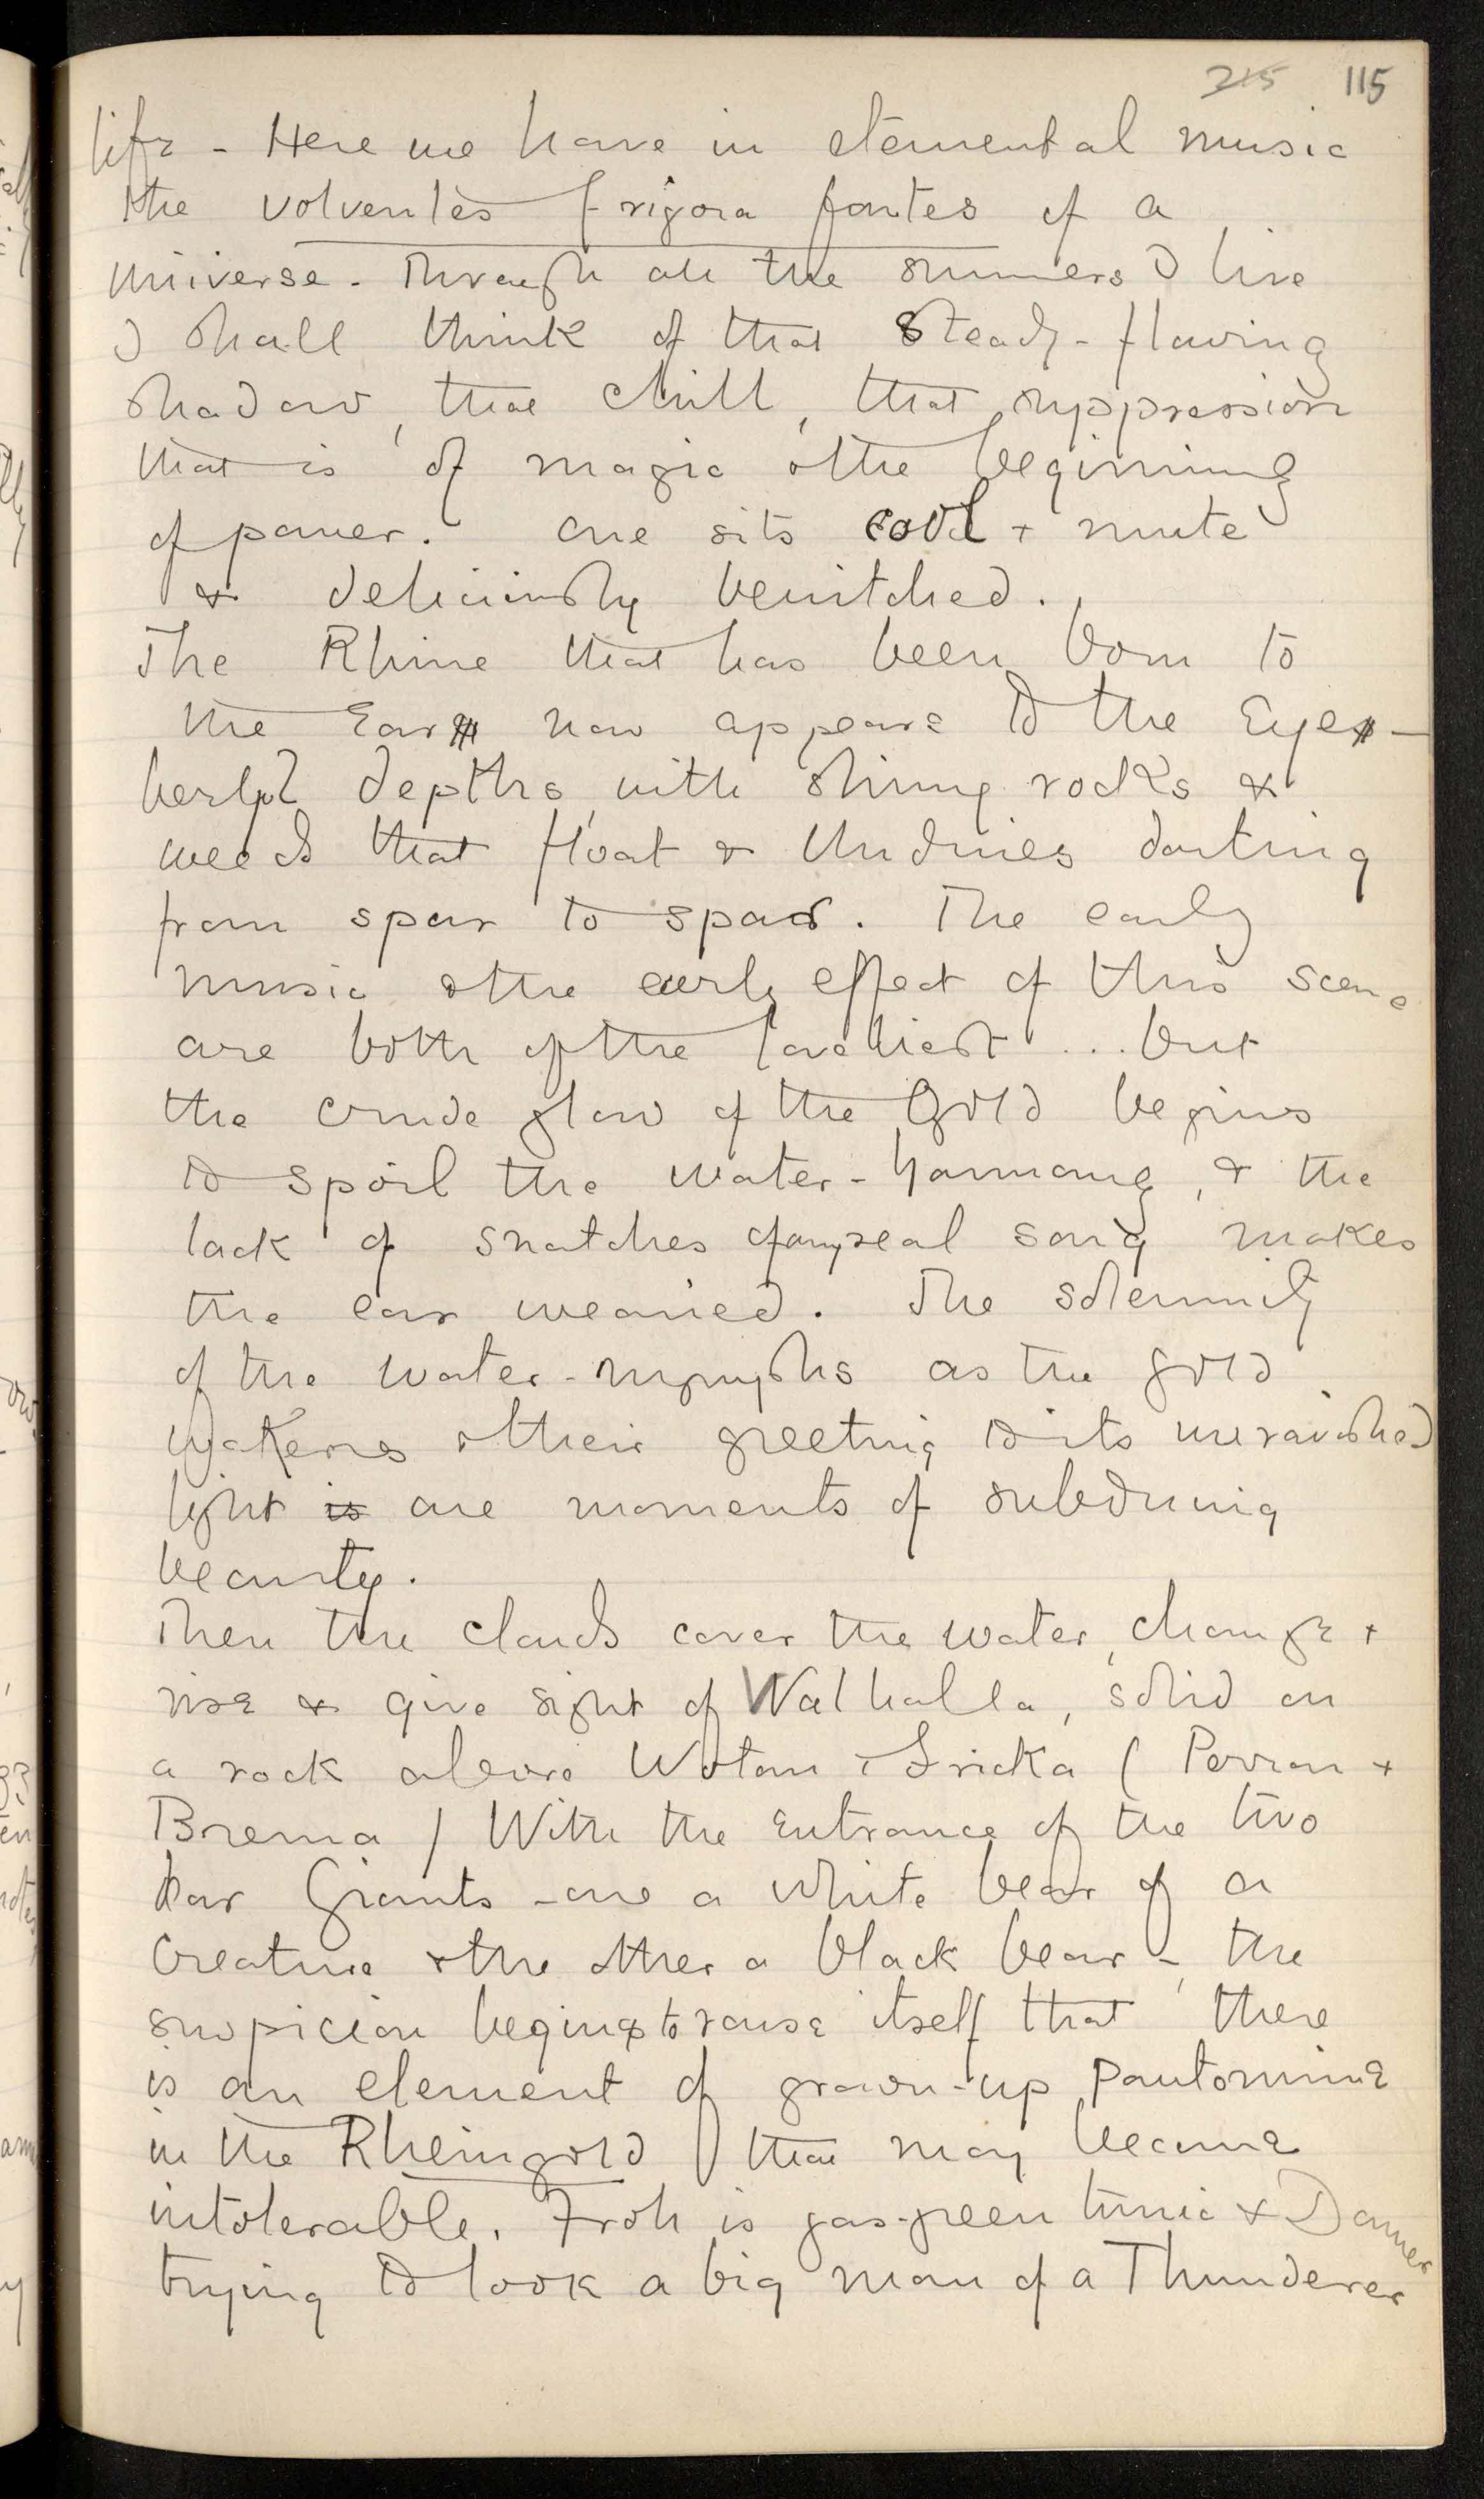 215 115
life - Here we have in elemental music
the volventes frigora fontes of a
universe. Through all the summers I live
I shall think of that steady-flowing
shadow, that chill, that suppression
that is of magic & the beginning
of power. One sits cool & mute
& deliciously bewitched.
The Rhine that has been born to
the Ear now appears to the Eye -
beryl depths, with shiny rocks &
weeds that float & Undines darting
from spar to spar. The early
music & the early effect of this scene
are both of the loveliest ... but
the crude glow of the Gold begins
to spoil the water-harmony, & the
lack of snatches of any real song makes
the ear wearied. The solemnity
of the water-nymphs as the gold
wakens & their greeting to its unravished
light is are moments of subduing
beauty.
Then the clouds cover the water, change &
rise & give sight of Walhalla, solid on
a rock above Wotan & Fricka ( Perron &
Brema ) With the entrance of the two
Giants - one a white bear of a
creature & the other a black bear -, the
suspicion begins to raise itself that there
is an element of grown-up pantomime
in the Rheingold that may become
intolerable. Froh is gas-green tunic & Donner
trying to look a big man of a Thunderer